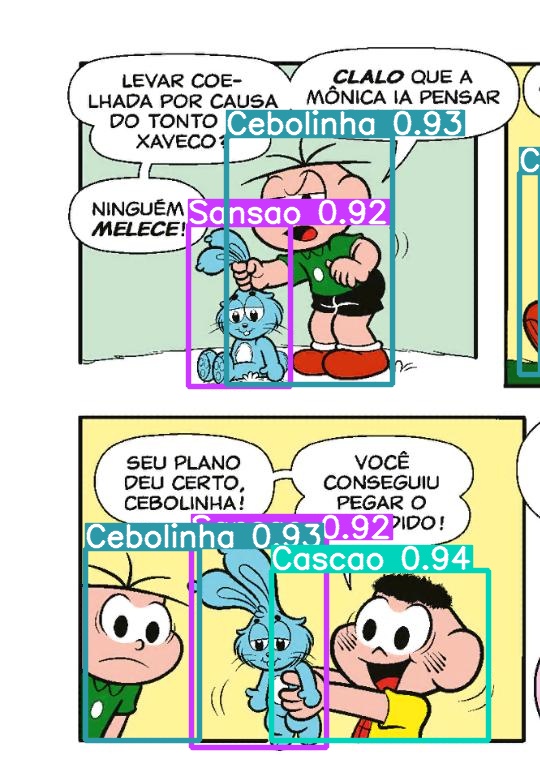 LEVAR COE-
LHADA POR CAUSA
DO TONTO
XAVECO?
CLALO QUE A
MÔNICA IA PENSAR
Cebolinha 0.93
NINGUÉM
MELECE!
Sansao 0.92
C
SEU PLANO
DEU CERTO,
CEBOLINHA!
VOCÊ
CONSEGUIU
PEGAR O
DIDO!
0.92
Cebolinha 0.93
Cascao 0.94